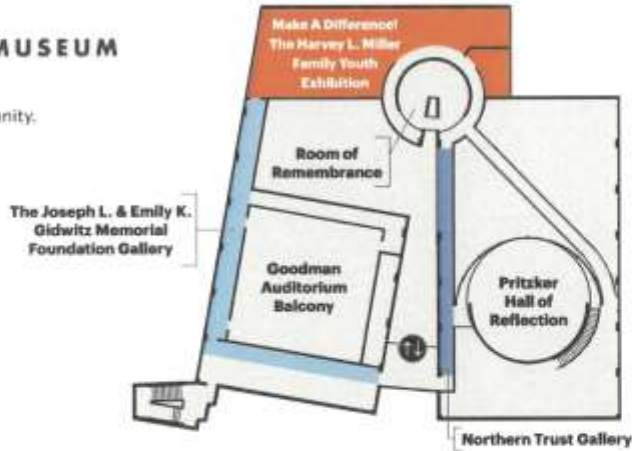 MUSEUM
nity.
Make A Difference!
The Harvey L. Miller
Family Youth
Exhibition
Room of
Remembrance
The Joseph L. & Emily K.
Gidwitz Memorial
Foundation Gallery
Goodman
Auditorium
Balcony
Pritzker
Hall of
Reflection
Northern Trust Gallery